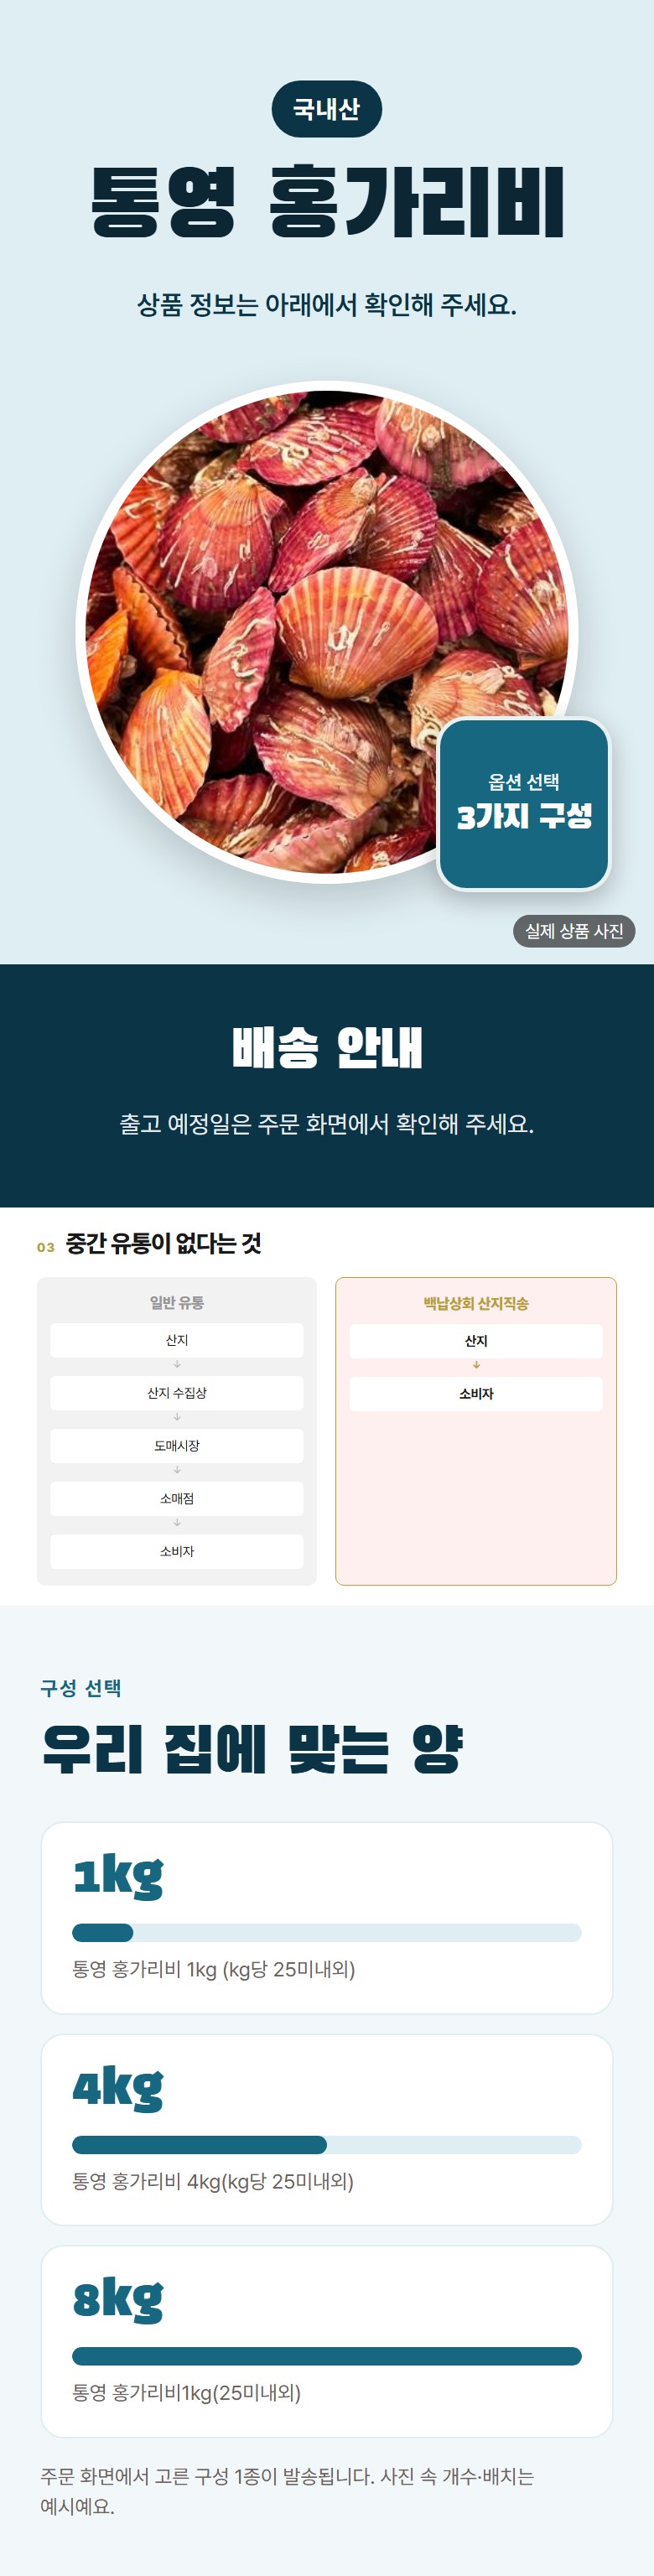 국내산
통영 홍가리비
상품 정보는 아래에서 확인해 주세요.
옵션 선택
3가지 구성
실제 상품 사진
배송 안내
출고 예정일은 주문 화면에서 확인해 주세요.
03 중간 유통이 없다는 것
일반 유통
산지
↓
산지 수집상
↓
도매시장
↓
소매점
↓
소비자
백납상회 산지직송
산지
↓
소비자
구성 선택
우리 집에 맞는 양
1kg
통영 홍가리비 1kg (kg당 25미내외)
4kg
통영 홍가리비 4kg(kg당 25미내외)
8kg
통영 홍가리비1kg(25미내외)
주문 화면에서 고른 구성 1종이 발송됩니다. 사진 속 개수·배치는
예시예요.